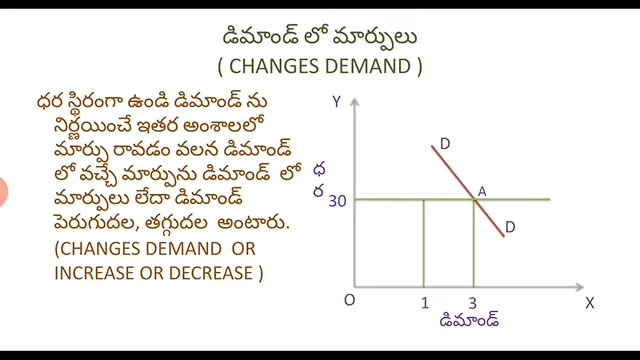 డిమాండ్ లో మార్పులు
( CHANGES DEMAND )
ధర స్థిరంగా ఉండి డిమాండ్ ను
నిర్ణయించే ఇతర అంశాలలో
మార్పు రావడం వలన డిమాండ్
లో వచ్చే మార్పును డిమాండ్ లో
మార్పులు లేదా డిమాండ్
పెరుగుదల, తగ్గుదల అంటారు.
(CHANGES DEMAND OR
INCREASE OR DECREASE )
Y
D
ధ
ర
A
30
D
O
1
3
X
డిమాండ్